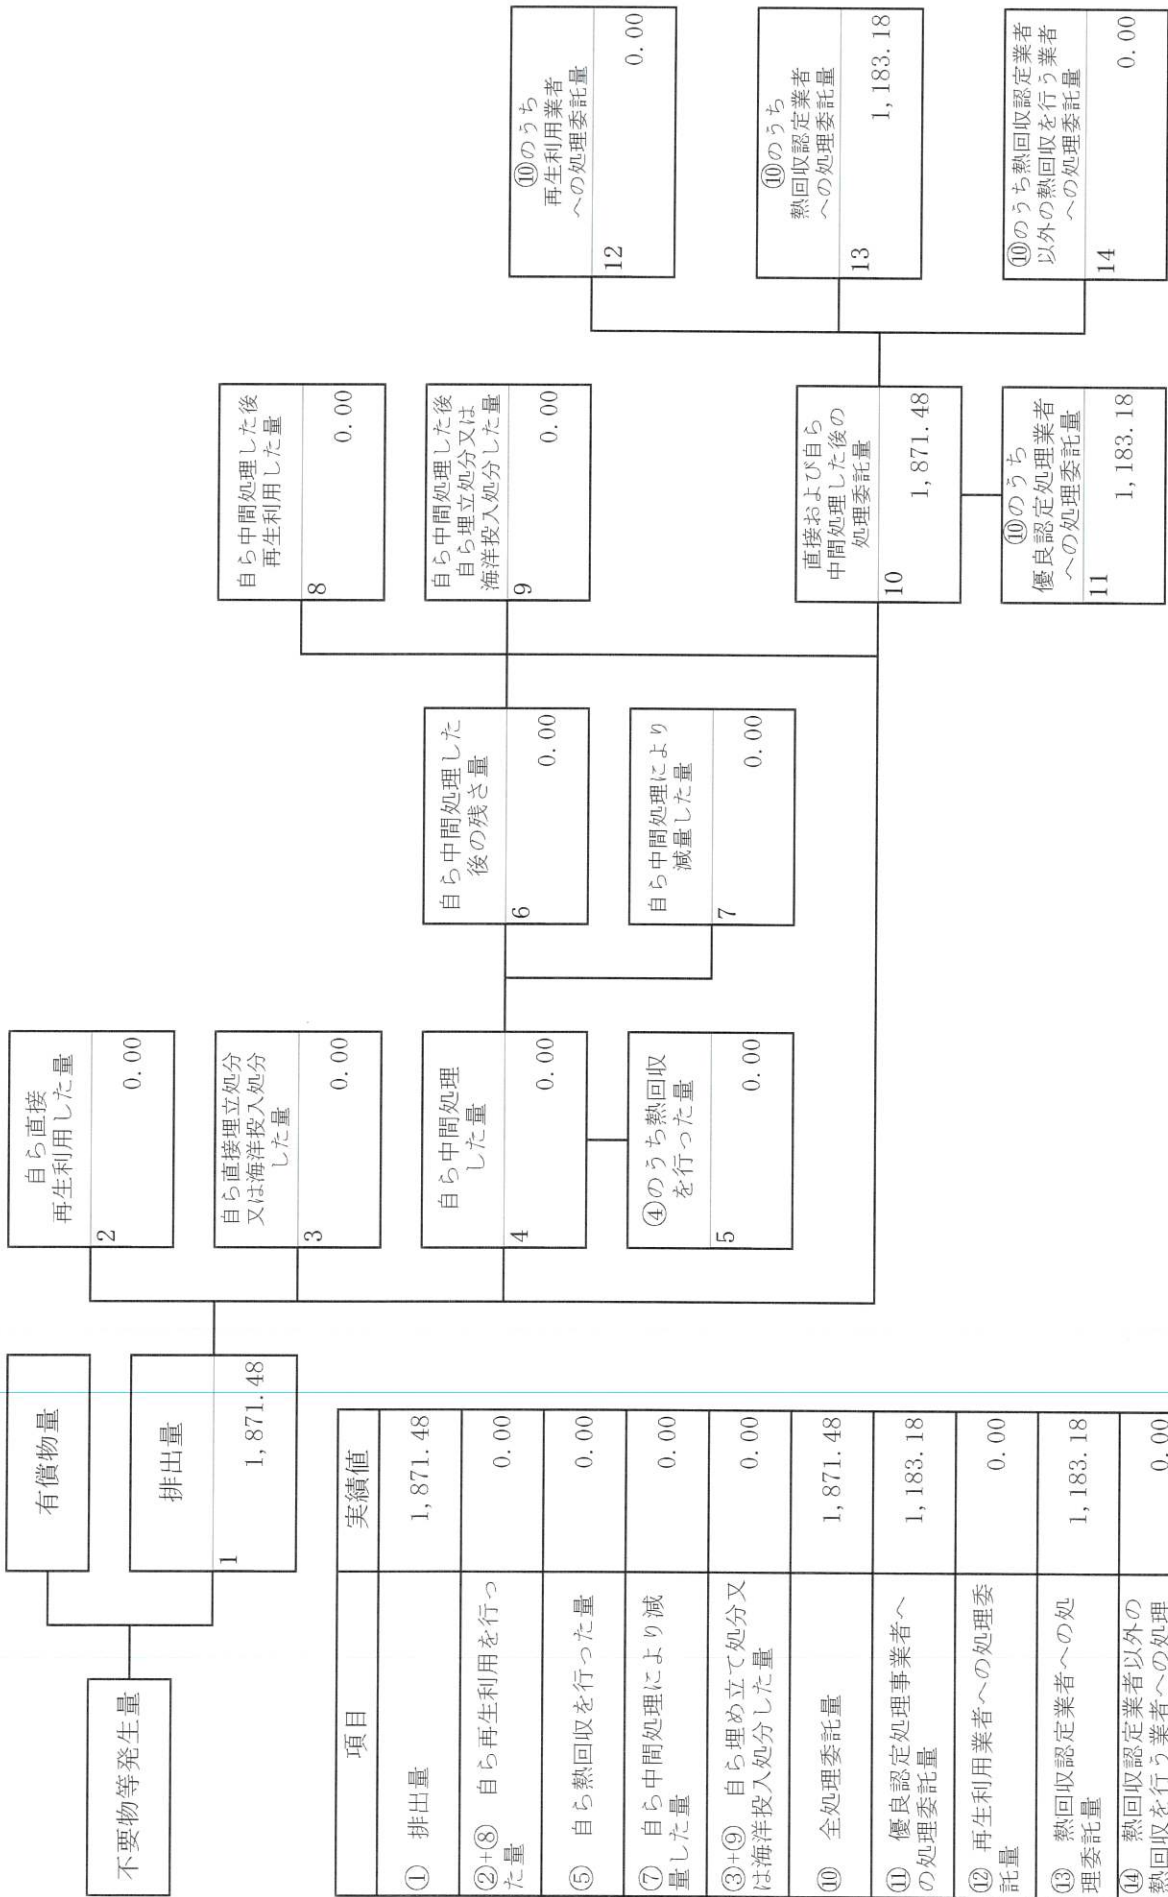 不要物等発生量
有償物量
排出量
1
1,871.48
自ら直接
再生利用した量
2
0.00
自ら直接埋立処分
又は海洋投入処分
した量
3
0.00
自ら中間処理
した量
4
0.00
④のうち熱回収
を行った量
5
0.00
自ら中間処理した
後の残さ量
6
0.00
自ら中間処理により
減量した量
7
0.00
自ら中間処理した後
再生利用した量
8
0.00
自ら中間処理した後
自ら埋立処分又は
海洋投入処分した量
9
0.00
直接および自ら
中間処理した後の
処理委託量
10
1,871.48
⑩のうち
優良認定処理業者
への処理委託量
11
1,183.18
⑩のうち
再生利用業者
への処理委託量
12
0.00
⑩のうち
熱回収認定業者
への処理委託量
13
1,183.18
⑩のうち熱回収認定業者
以外の熱回収を行う業者
への処理委託量
14
0.00
項目 実績値
① 排出量 1,871.48
②+⑧ 自ら再生利用を行っ
た量 0.00
⑤ 自ら熱回収を行った量 0.00
⑦ 自ら中間処理により減
量した量 0.00
③+⑨ 自ら埋め立て処分又
は海洋投入処分した量 0.00
⑩ 全処理委託量 1,871.48
⑪ 優良認定処理事業者へ
の処理委託量 1,183.18
⑫ 再生利用業者への処理委
託量 0.00
⑬ 熱回収認定業者への処
理委託量 1,183.18
⑭ 熱回収認定業者以外の
熱回収を行う業者への処理 0.00